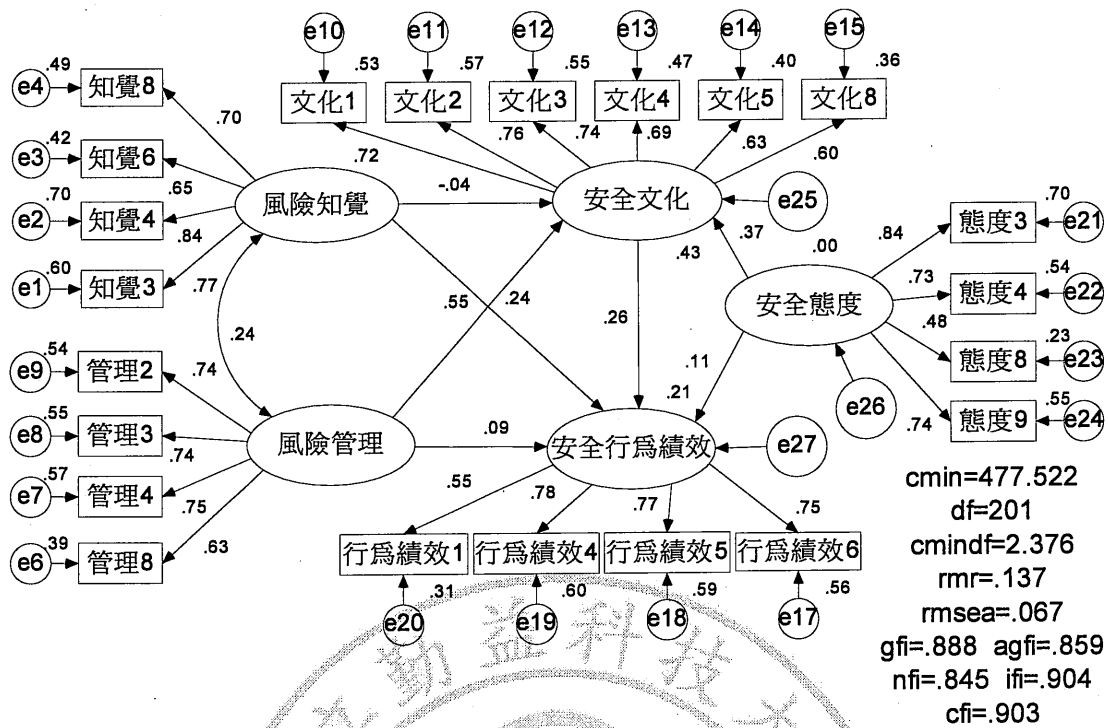 e10 e11 e12 e13 e14 e15
.53 .57 .55 .47 .40 .36
文化1 文化2 文化3 文化4 文化5 文化8
.72 .76 .74 .69 .63 .60
e4 .49 知覺8 .70
e3 .42 知覺6 .65
e2 .70 知覺4 .84
e1 .60 知覺3 .77
風險知覺
-.04
安全文化
e25
.43 .37 .00
.84 態度3 .70 e21
.73 態度4 .54 e22
.48 態度8 .23 e23
.74 態度9 .55 e24
安全態度
e26
.24
.55 .24 .26 .11
.21
e9 .54 管理2 .74
e8 .55 管理3 .74
e7 .57 管理4 .75
e6 .39 管理8 .63
風險管理
.09
安全行為績效
e27
.55 .78 .77 .75
行為績效1 行為績效4 行為績效5 行為績效6
.31 .60 .59 .56
e20 e19 e18 e17
cmin=477.522
df=201
cmindf=2.376
rmr=.137
rmsea=.067
gfi=.888 agfi=.859
nfi=.845 ifi=.904
cfi=.903
勤益科技